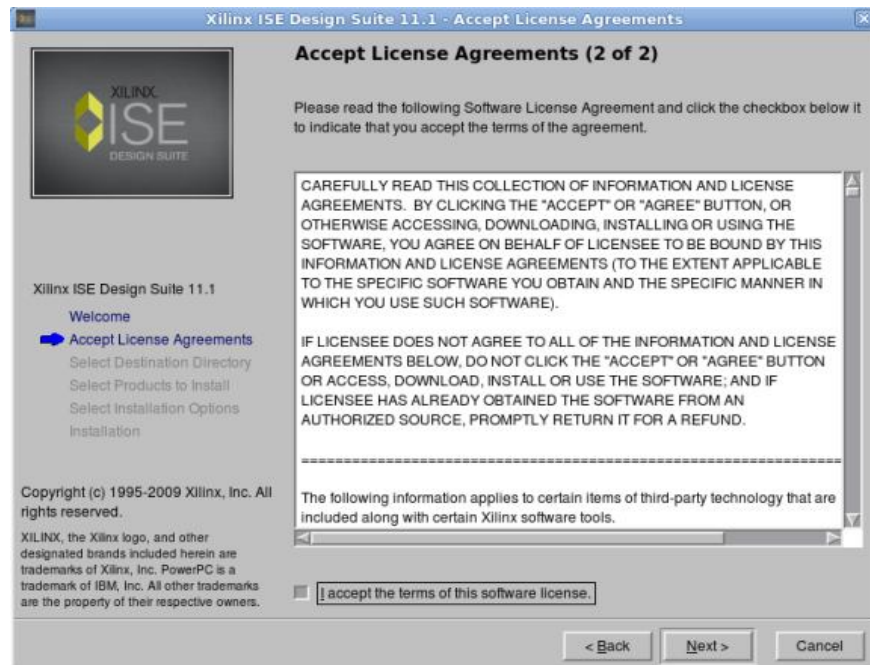 Xilinx ISE Design Suite 11.1 - Accept License Agreements
XILINX.
ISE
DESIGN SUITE
Xilinx ISE Design Suite 11.1
Welcome
Accept License Agreements
Select Destination Directory
Select Products to Install
Select Installation Options
Installation
Copyright (c) 1995-2009 Xilinx, Inc. All
rights reserved.
XILINX, the Xilinx logo, and other
designated brands included herein are
trademarks of Xilinx, Inc. PowerPC is a
trademark of IBM, Inc. All other trademarks
are the property of their respective owners.
Accept License Agreements (2 of 2)
Please read the following Software License Agreement and click the checkbox below it
to indicate that you accept the terms of the agreement.
CAREFULLY READ THIS COLLECTION OF INFORMATION AND LICENSE
AGREEMENTS.  BY CLICKING THE "ACCEPT" OR "AGREE" BUTTON, OR
OTHERWISE ACCESSING, DOWNLOADING, INSTALLING OR USING THE
SOFTWARE, YOU AGREE ON BEHALF OF LICENSEE TO BE BOUND BY THIS
INFORMATION AND LICENSE AGREEMENTS (TO THE EXTENT APPLICABLE
TO THE SPECIFIC SOFTWARE YOU OBTAIN AND THE SPECIFIC MANNER IN
WHICH YOU USE SUCH SOFTWARE).
IF LICENSEE DOES NOT AGREE TO ALL OF THE INFORMATION AND LICENSE
AGREEMENTS BELOW, DO NOT CLICK THE "ACCEPT" OR "AGREE" BUTTON
OR ACCESS, DOWNLOAD, INSTALL OR USE THE SOFTWARE; AND IF
LICENSEE HAS ALREADY OBTAINED THE SOFTWARE FROM AN
AUTHORIZED SOURCE, PROMPTLY RETURN IT FOR A REFUND.
=================================================================
The following information applies to certain items of third-party technology that are
included along with certain Xilinx software tools.
I accept the terms of this software license.
< Back
Next >
Cancel